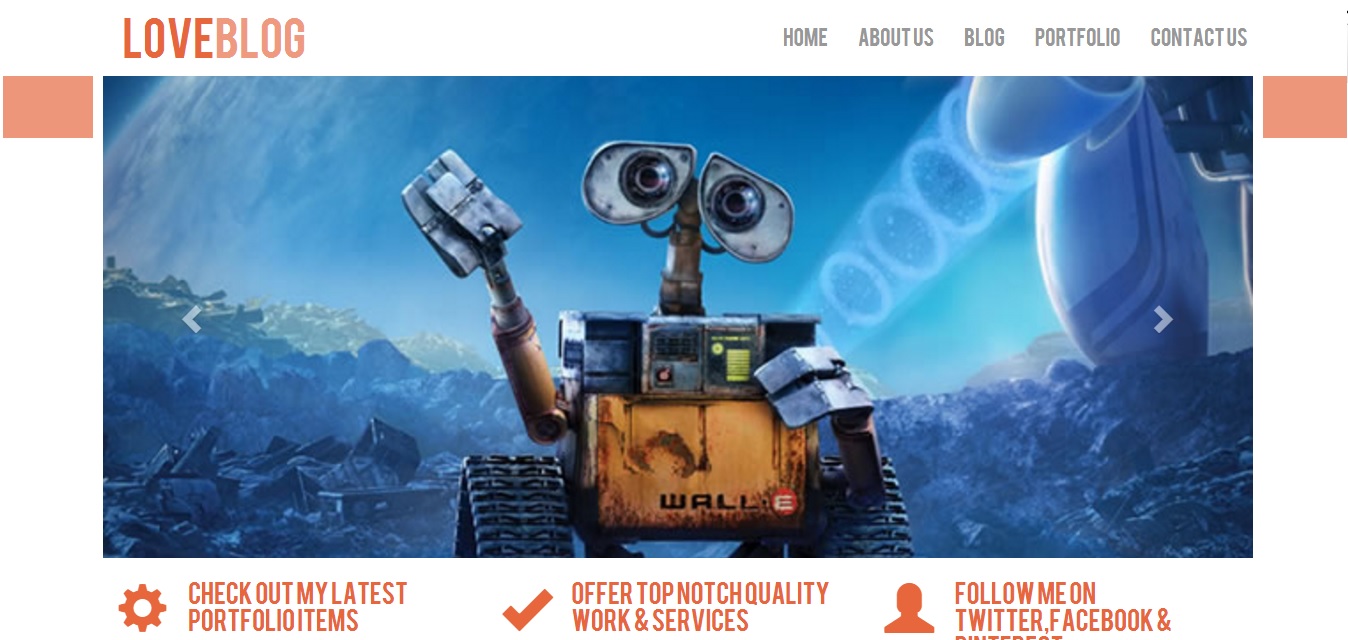 LOVEBLOG
HOME ABOUT US BLOG PORTFOLIO CONTACT US
WALL·E
CHECK OUT MY LATEST
PORTFOLIO ITEMS
OFFER TOP NOTCH QUALITY
WORK & SERVICES
FOLLOW ME ON
TWITTER,FACEBOOK &
PINTEREST